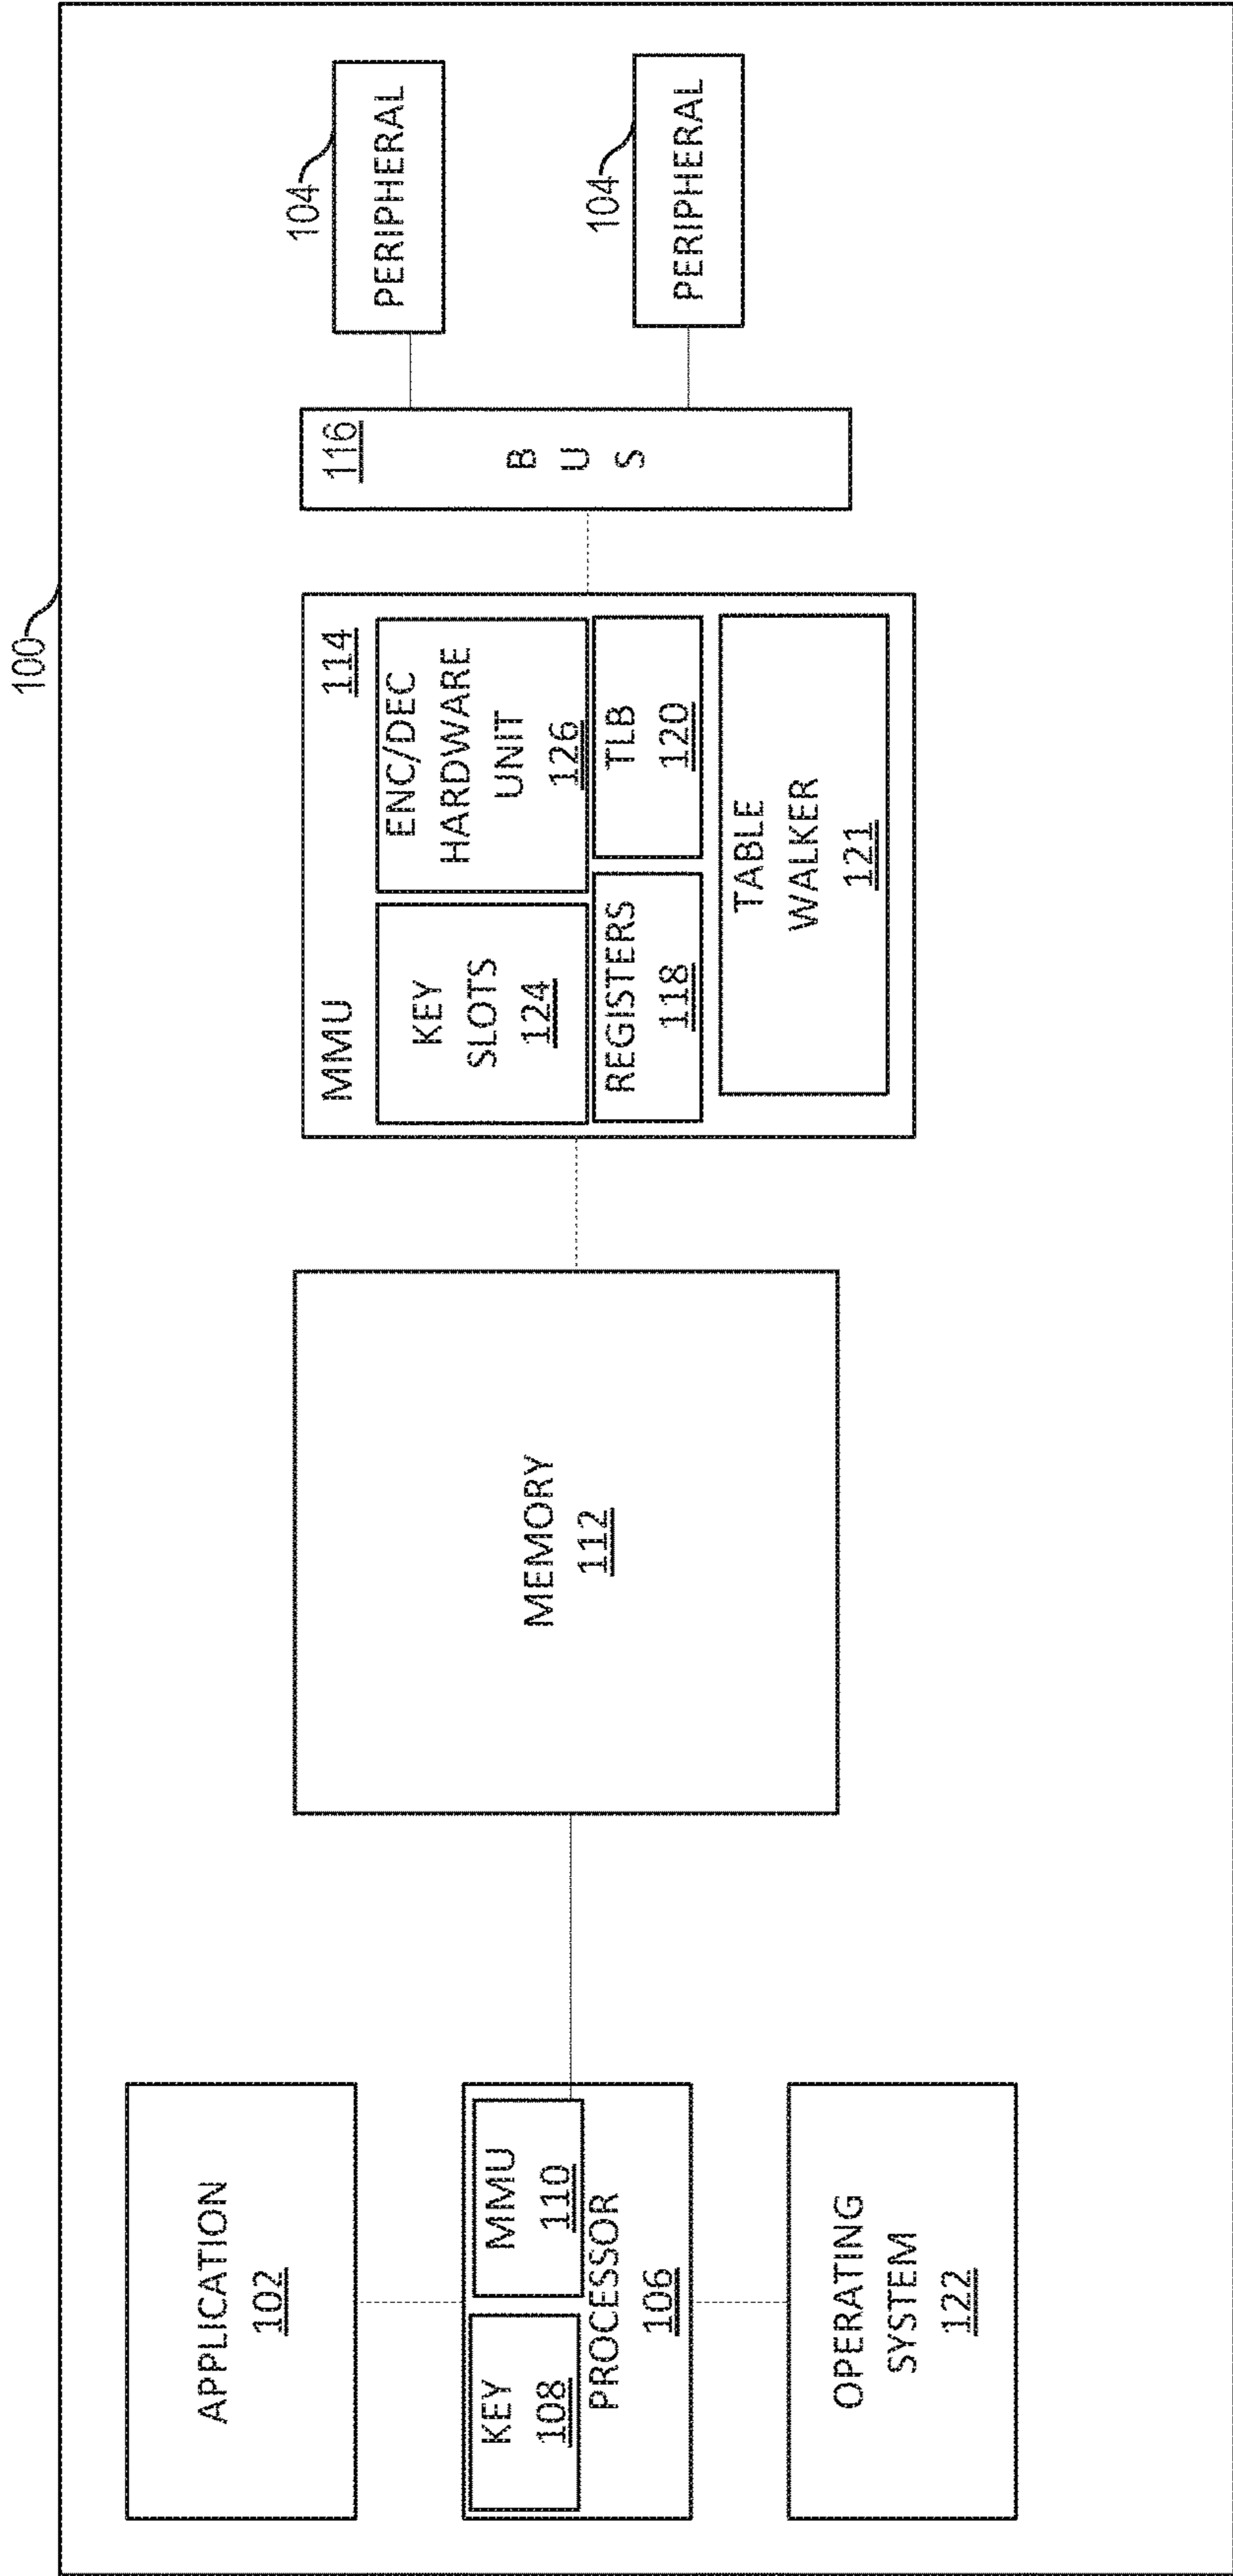 100
APPLICATION
102
KEY
108
MMU
110
PROCESSOR
106
OPERATING
SYSTEM
122
MEMORY
112
MMU
114
KEY
SLOTS
124
ENC/DEC
HARDWARE
UNIT
126
REGISTERS
118
TLB
120
TABLE
WALKER
121
116
B
U
S
104
PERIPHERAL
104
PERIPHERAL